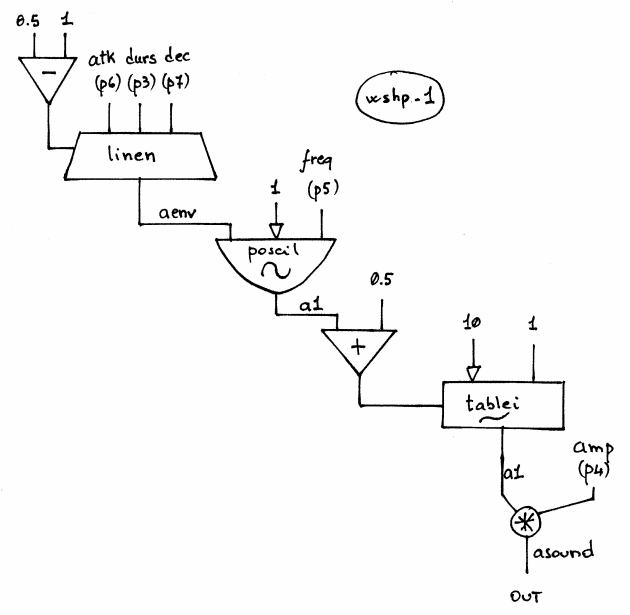 0.5 1
−
atk durs dec
(p6) (p3) (p7)
wshp-1
linen
freq
(p5)
1
aenv
poscil
0.5
a1
+
10 1
tablei
amp
(p4)
a1
*
asound
OUT